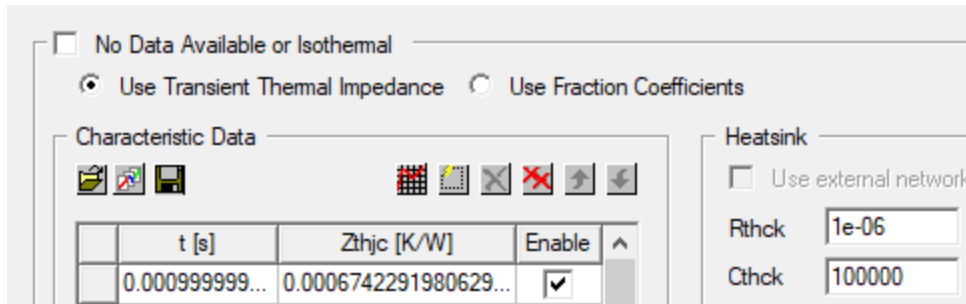 No Data Available or Isothermal
Use Transient Thermal Impedance Use Fraction Coefficients
Characteristic Data Heatsink
Use external network
t [s] Zthjc [K/W] Enable Rthck 1e-06
0.000999999... 0.0006742291980629... Cthck 100000